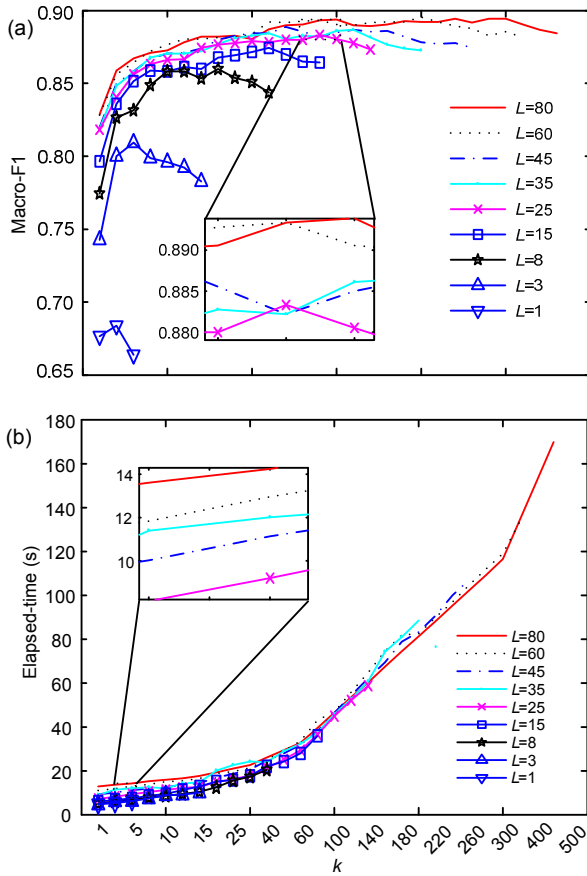 (a)
Macro-F1
0.90
0.85
0.80
0.75
0.70
0.65
L=80
L=60
L=45
L=35
L=25
L=15
L=8
L=3
L=1
0.890
0.885
0.880
(b)
Elapsed-time (s)
180
160
140
120
100
80
60
40
20
0
14
12
10
L=80
L=60
L=45
L=35
L=25
L=15
L=8
L=3
L=1
1 5 10 15 25 40 60 100 140 180 220 300 400 500
k